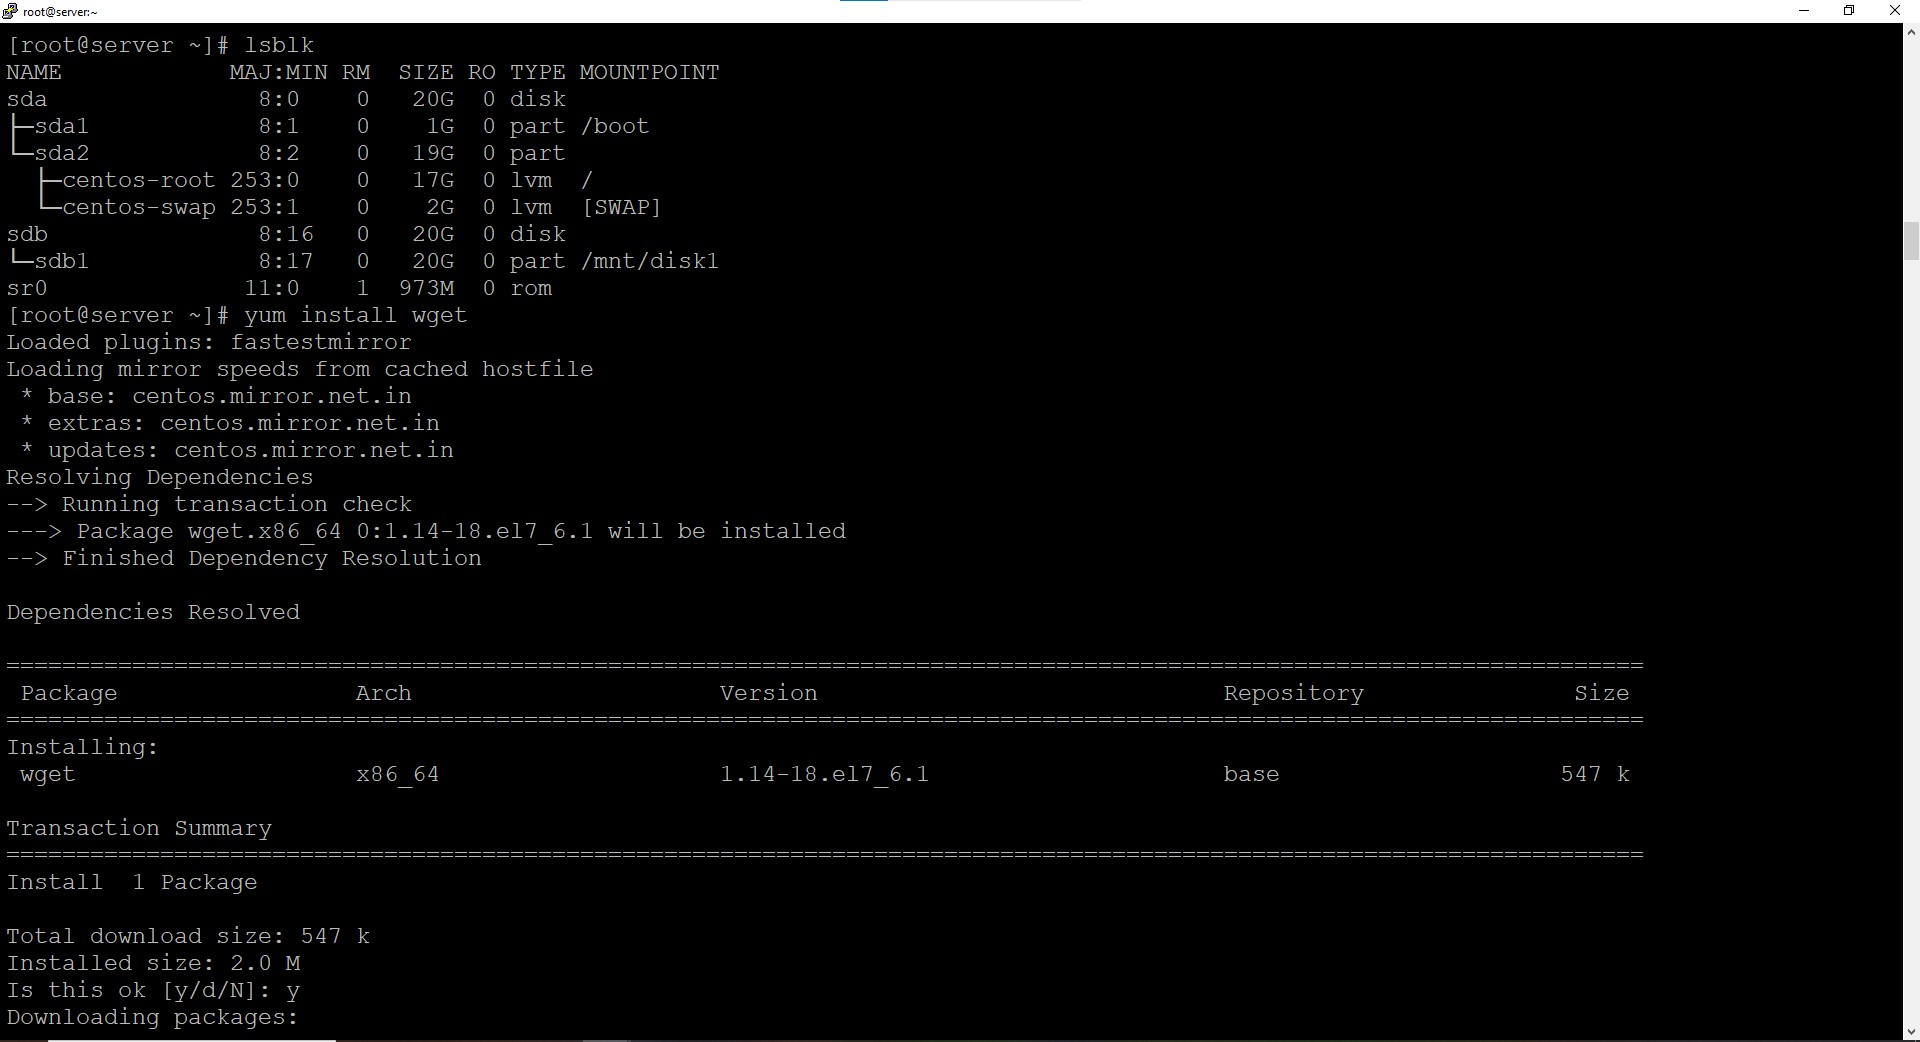 root@server:~
[root@server ~]# lsblk
NAME            MAJ:MIN RM  SIZE RO TYPE MOUNTPOINT
sda               8:0    0   20G  0 disk
├─sda1            8:1    0    1G  0 part /boot
└─sda2            8:2    0   19G  0 part
  ├─centos-root 253:0    0   17G  0 lvm  /
  └─centos-swap 253:1    0    2G  0 lvm  [SWAP]
sdb               8:16   0   20G  0 disk
└─sdb1            8:17   0   20G  0 part /mnt/disk1
sr0              11:0    1  973M  0 rom
[root@server ~]# yum install wget
Loaded plugins: fastestmirror
Loading mirror speeds from cached hostfile
 * base: centos.mirror.net.in
 * extras: centos.mirror.net.in
 * updates: centos.mirror.net.in
Resolving Dependencies
--> Running transaction check
---> Package wget.x86_64 0:1.14-18.el7_6.1 will be installed
--> Finished Dependency Resolution

Dependencies Resolved

=====================================================================================================================
 Package                 Arch                      Version                             Repository               Size
=====================================================================================================================
Installing:
 wget                    x86_64                    1.14-18.el7_6.1                     base                    547 k

Transaction Summary
=====================================================================================================================
Install  1 Package

Total download size: 547 k
Installed size: 2.0 M
Is this ok [y/d/N]: y
Downloading packages: